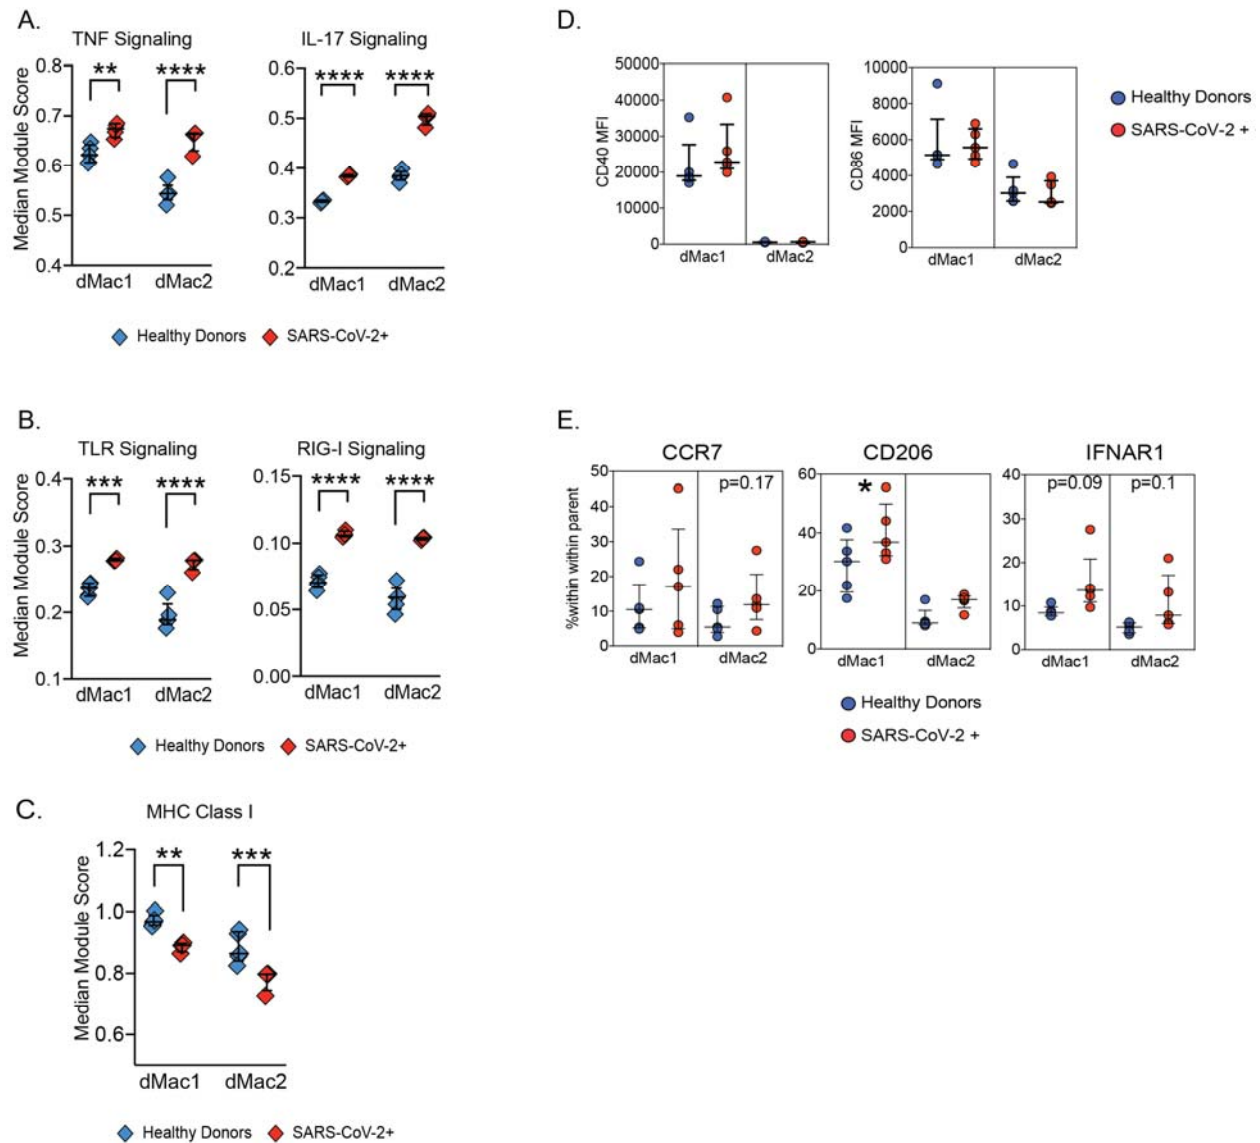 A.
TNF Signaling
IL-17 Signaling
Median Module Score
0.8
0.7
0.6
0.5
0.4
** ****
dMac1 dMac2
0.6
0.5
0.4
0.3
0.2
**** ****
dMac1 dMac2
Healthy Donors SARS-CoV-2+
B.
TLR Signaling
RIG-I Signaling
Median Module Score
0.4
0.3
0.2
0.1
*** ****
dMac1 dMac2
0.15
0.10
0.05
0.00
**** ****
dMac1 dMac2
Healthy Donors SARS-CoV-2+
C.
MHC Class I
Median Module Score
1.2
1.0
0.8
0.6
** ***
dMac1 dMac2
Healthy Donors SARS-CoV-2+
D.
CD40 MFI
50000
40000
30000
20000
10000
0
dMac1 dMac2
CD86 MFI
10000
8000
6000
4000
2000
0
dMac1 dMac2
Healthy Donors
SARS-CoV-2+
E.
CCR7
%within within parent
50
40
30
20
10
0
p=0.17
dMac1 dMac2
CD206
60
40
20
0
*
dMac1 dMac2
IFNAR1
40
30
20
10
0
p=0.09 p=0.1
dMac1 dMac2
Healthy Donors
SARS-CoV-2 +